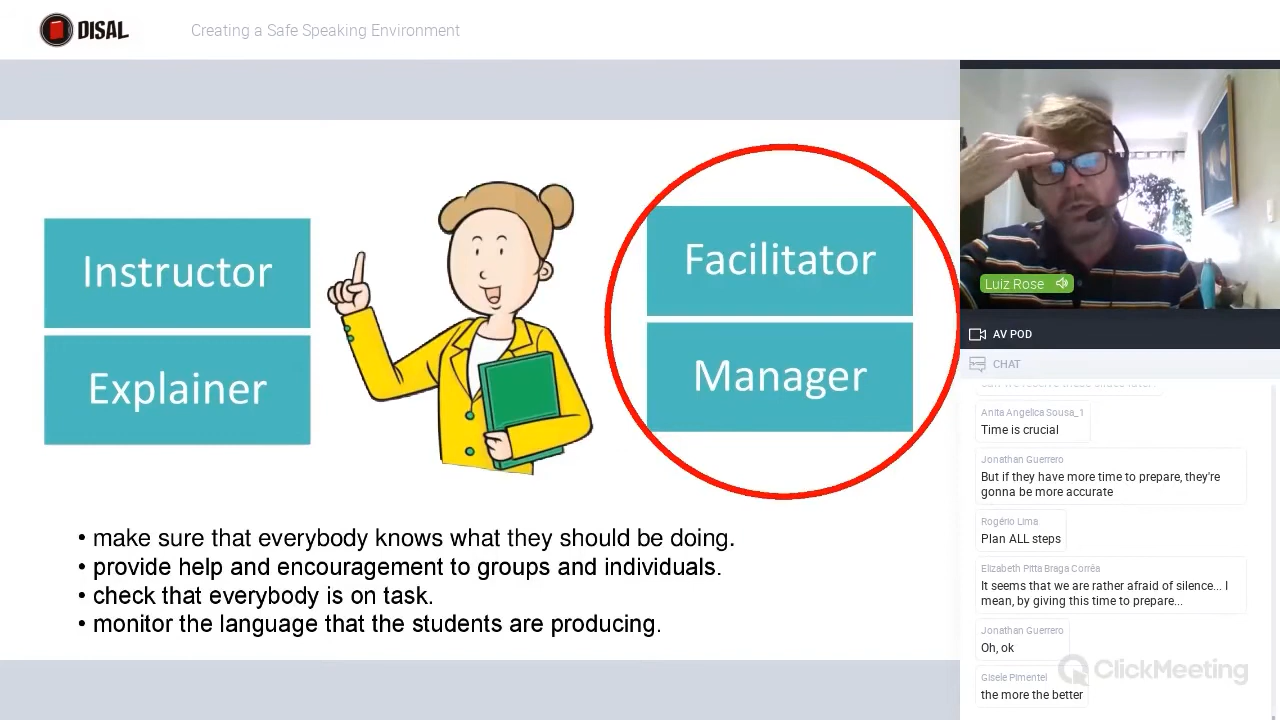 DISAL
Creating a Safe Speaking Environment
Instructor
Explainer
Facilitator
Manager
• make sure that everybody knows what they should be doing.
• provide help and encouragement to groups and individuals.
• check that everybody is on task.
• monitor the language that the students are producing.
Luiz Rose
AV POD
CHAT
Anita Angelica Sousa_1
Time is crucial
Jonathan Guerrero
But if they have more time to prepare, they're
gonna be more accurate
Rogério Lima
Plan ALL steps
Elizabeth Pitta Braga Corrêa
It seems that we are rather afraid of silence... I
mean, by giving this time to prepare...
Jonathan Guerrero
Oh, ok
Gisele Pimentel
the more the better
ClickMeeting